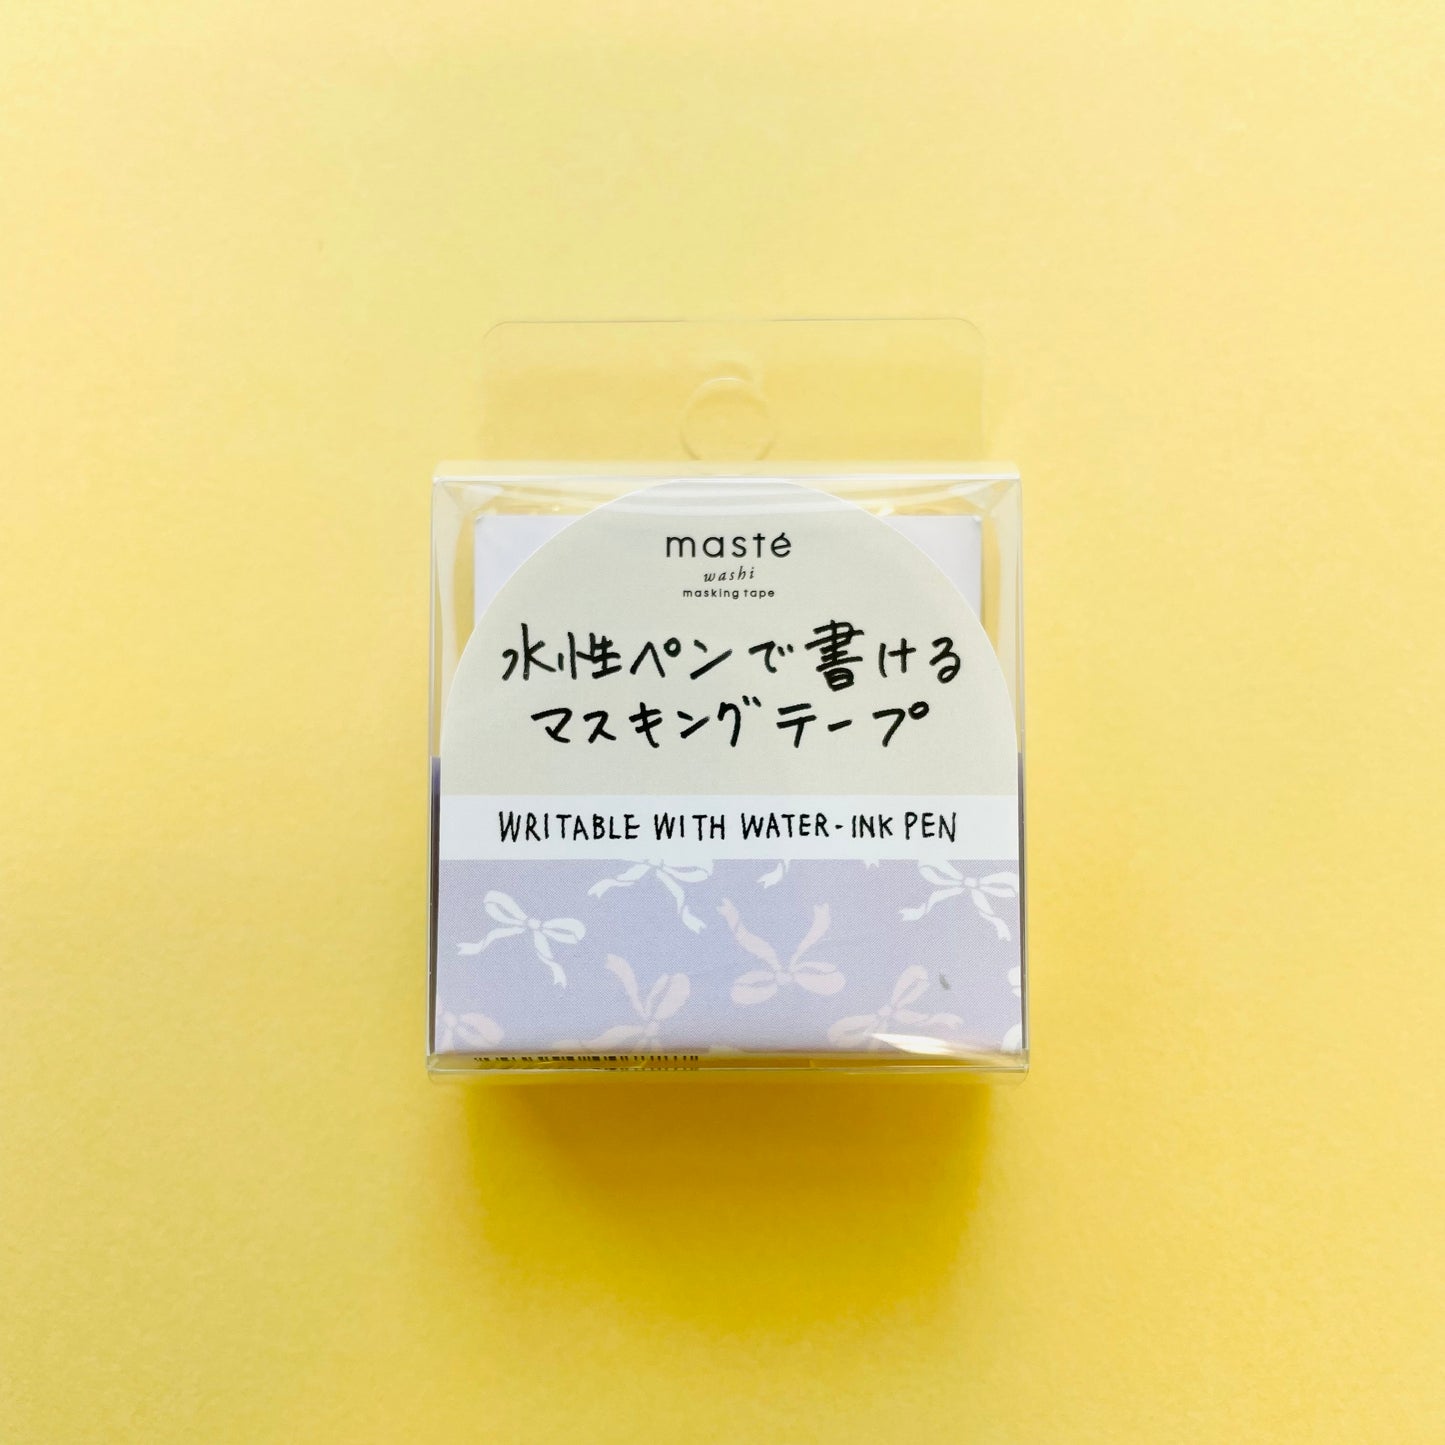 masté
washi
masking tape
水性ペンで書ける
マスキングテープ
WRITABLE WITH WATER-INK PEN